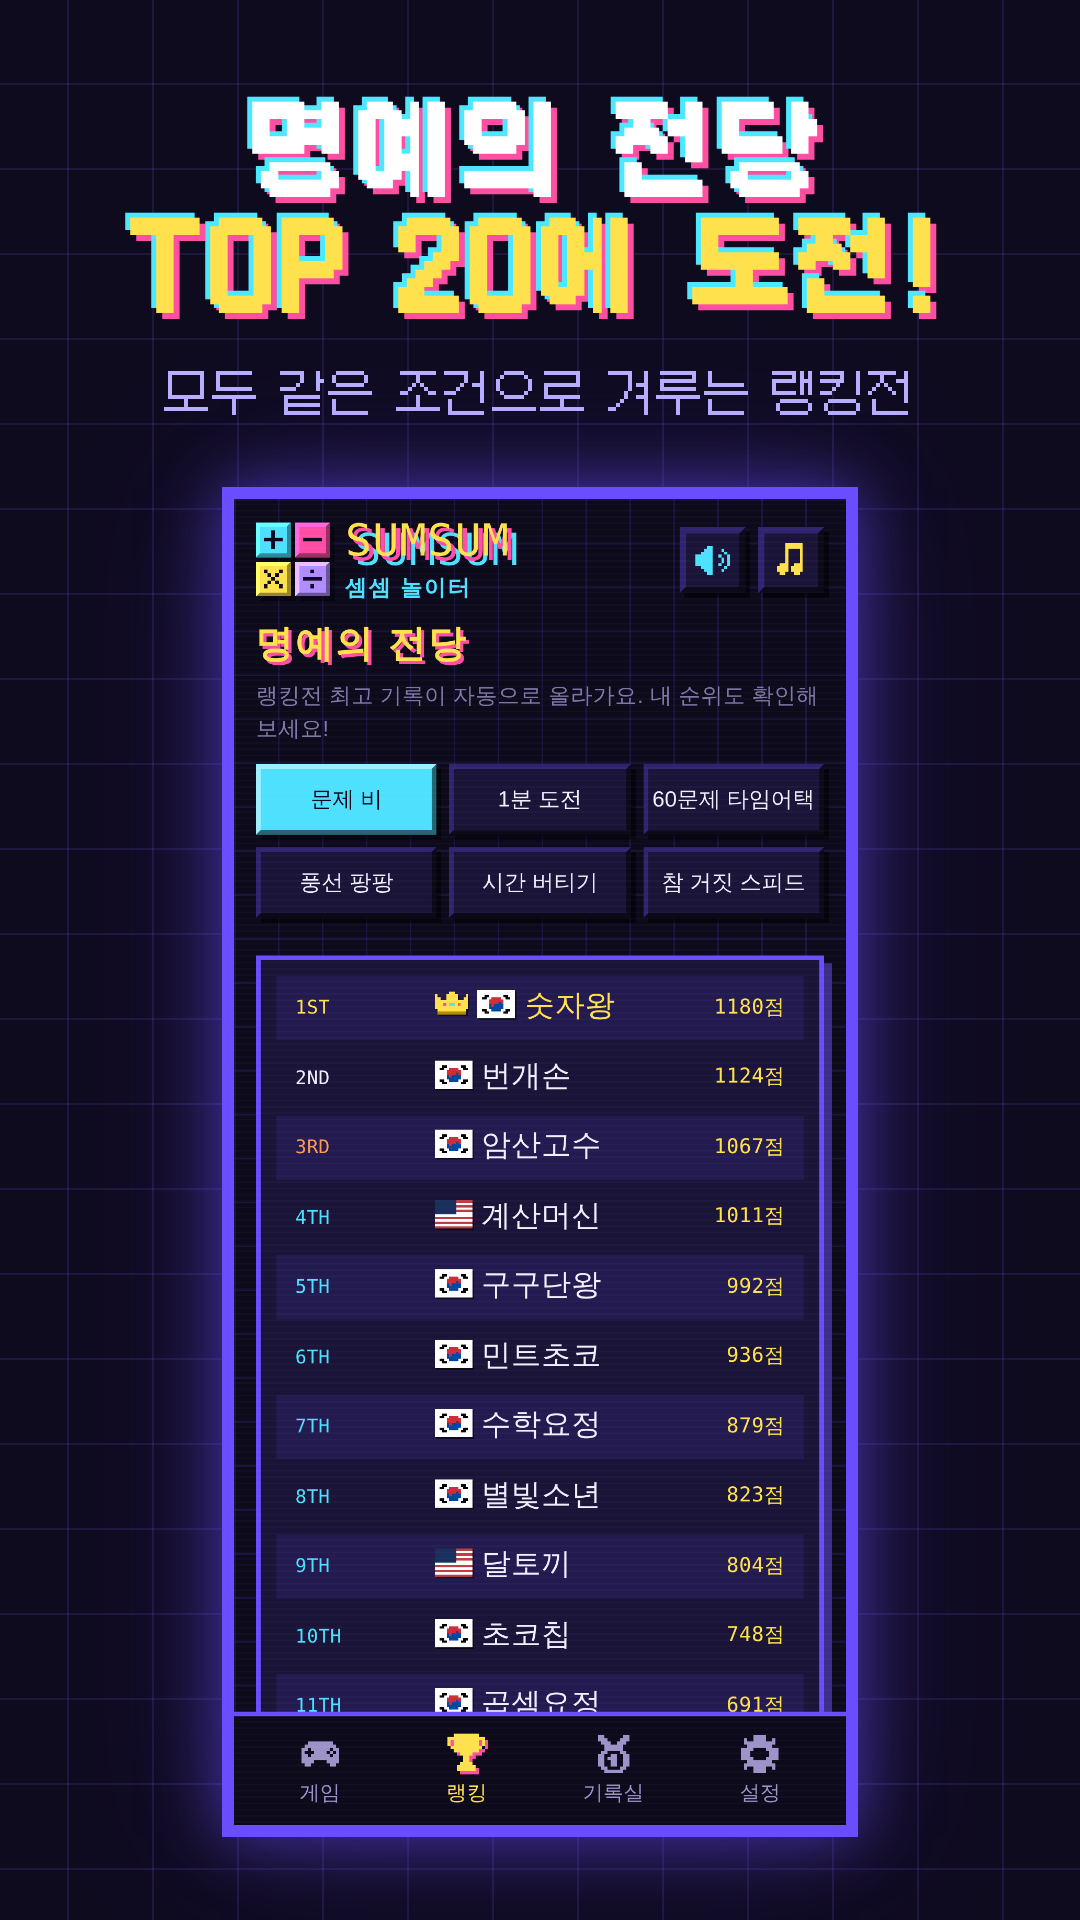 명예의 전당
TOP 20에 도전!
모두 같은 조건으로 겨루는 랭킹전
SUMSUM
셈셈 놀이터
명예의 전당
랭킹전 최고 기록이 자동으로 올라가요. 내 순위도 확인해
보세요!
문제 비
1분 도전
60문제 타임어택
풍선 팡팡
시간 버티기
참 거짓 스피드
1ST 숫자왕 1180점
2ND 번개손 1124점
3RD 암산고수 1067점
4TH 계산머신 1011점
5TH 구구단왕 992점
6TH 민트초코 936점
7TH 수학요정 879점
8TH 별빛소년 823점
9TH 달토끼 804점
10TH 초코칩 748점
11TH 곱셈요정 691점
게임
랭킹
기록실
설정